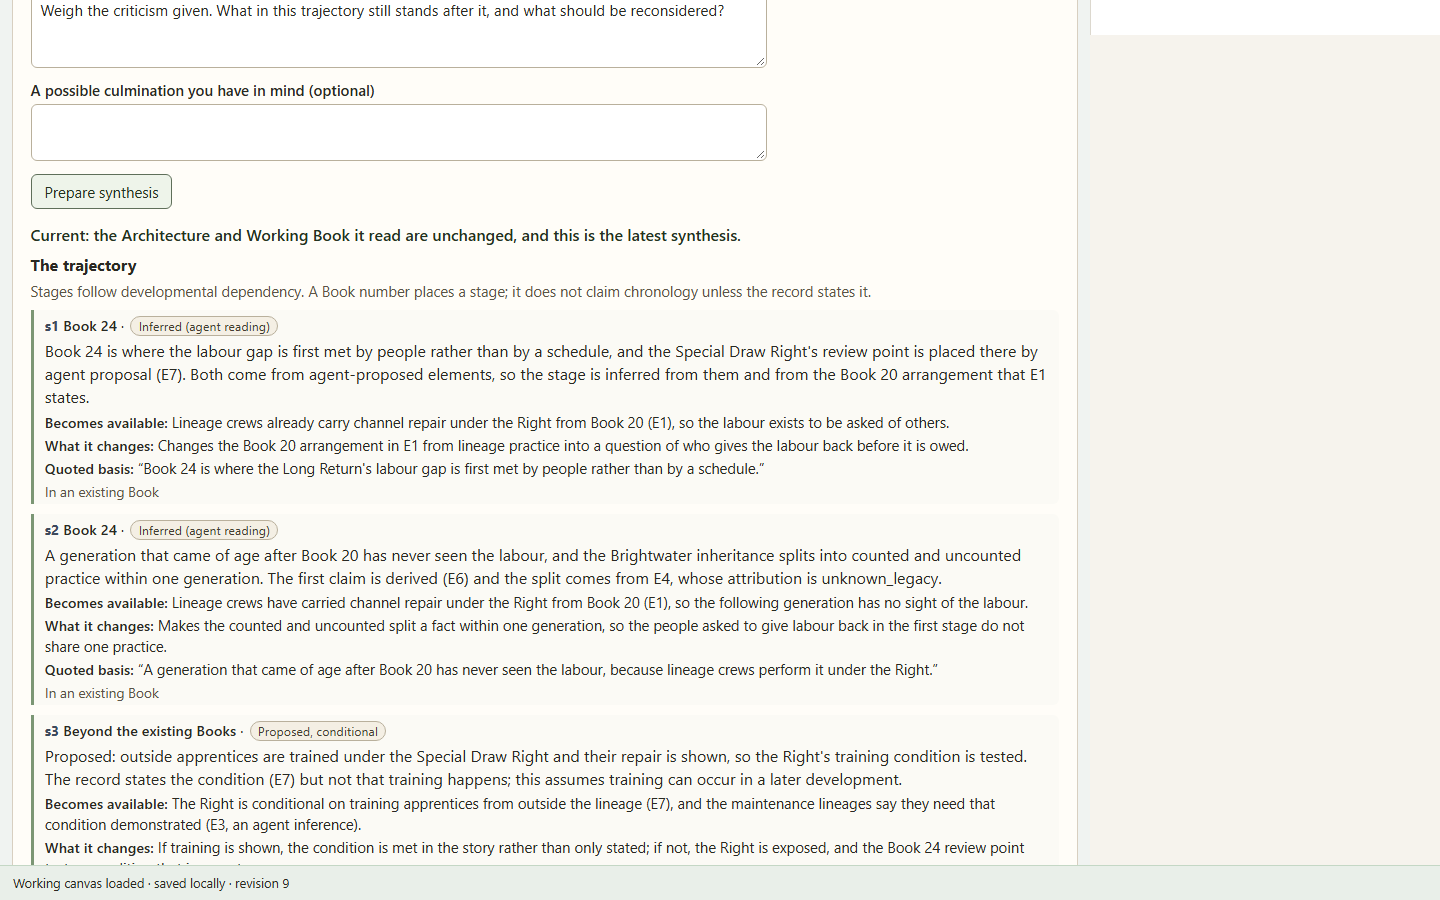 Weigh the criticism given. What in this trajectory still stands after it, and what should be reconsidered?
A possible culmination you have in mind (optional)
Prepare synthesis
Current: the Architecture and Working Book it read are unchanged, and this is the latest synthesis.
The trajectory
Stages follow developmental dependency. A Book number places a stage; it does not claim chronology unless the record states it.
s1 Book 24 · Inferred (agent reading)
Book 24 is where the labour gap is first met by people rather than by a schedule, and the Special Draw Right's review point is placed there by
agent proposal (E7). Both come from agent-proposed elements, so the stage is inferred from them and from the Book 20 arrangement that E1
states.
Becomes available: Lineage crews already carry channel repair under the Right from Book 20 (E1), so the labour exists to be asked of others.
What it changes: Changes the Book 20 arrangement in E1 from lineage practice into a question of who gives the labour back before it is owed.
Quoted basis: “Book 24 is where the Long Return's labour gap is first met by people rather than by a schedule.”
In an existing Book
s2 Book 24 · Inferred (agent reading)
A generation that came of age after Book 20 has never seen the labour, and the Brightwater inheritance splits into counted and uncounted
practice within one generation. The first claim is derived (E6) and the split comes from E4, whose attribution is unknown_legacy.
Becomes available: Lineage crews have carried channel repair under the Right from Book 20 (E1), so the following generation has no sight of the labour.
What it changes: Makes the counted and uncounted split a fact within one generation, so the people asked to give labour back in the first stage do not
share one practice.
Quoted basis: “A generation that came of age after Book 20 has never seen the labour, because lineage crews perform it under the Right.”
In an existing Book
s3 Beyond the existing Books · Proposed, conditional
Proposed: outside apprentices are trained under the Special Draw Right and their repair is shown, so the Right's training condition is tested.
The record states the condition (E7) but not that training happens; this assumes training can occur in a later development.
Becomes available: The Right is conditional on training apprentices from outside the lineage (E7), and the maintenance lineages say they need that
condition demonstrated (E3, an agent inference).
What it changes: If training is shown, the condition is met in the story rather than only stated; if not, the Right is exposed, and the Book 24 review point
Working canvas loaded · saved locally · revision 9